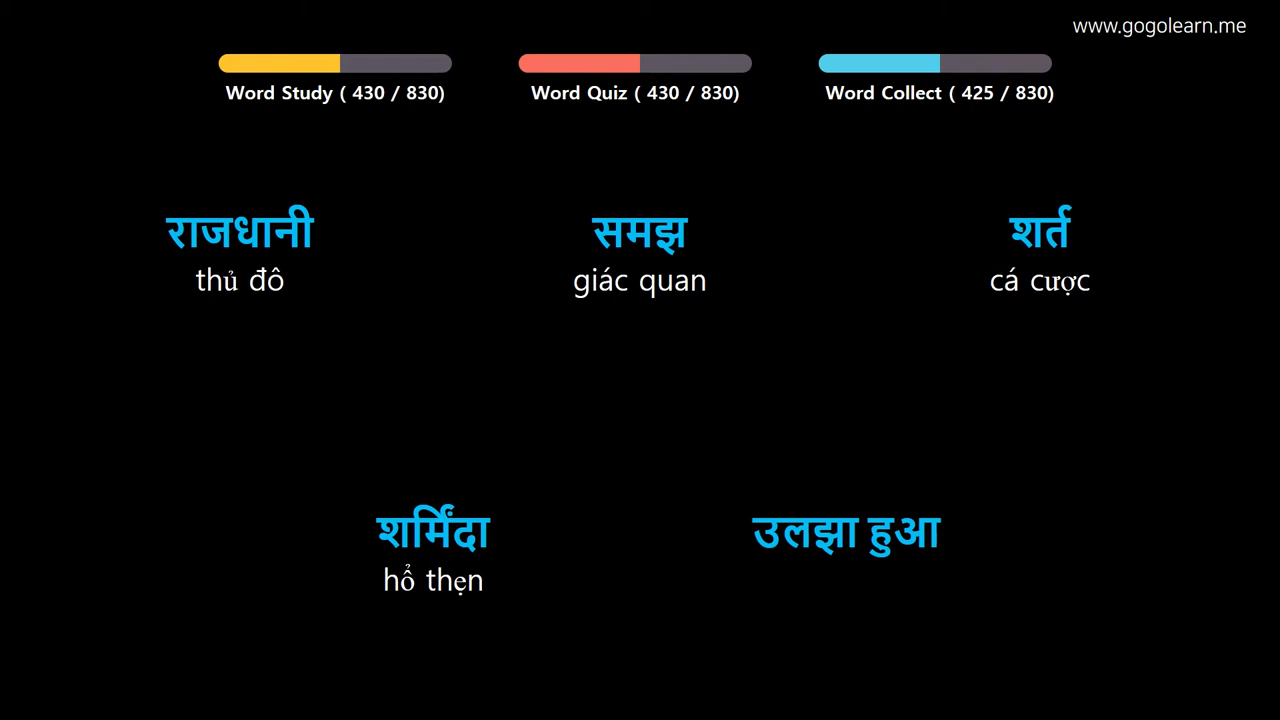 www.gogolearn.me
Word Study ( 430 / 830)
Word Quiz ( 430 / 830)
Word Collect ( 425 / 830)
राजधानी
thủ đô
समझ
giác quan
शर्त
cá cược
शर्मिंदा
hổ thẹn
उलझा हुआ